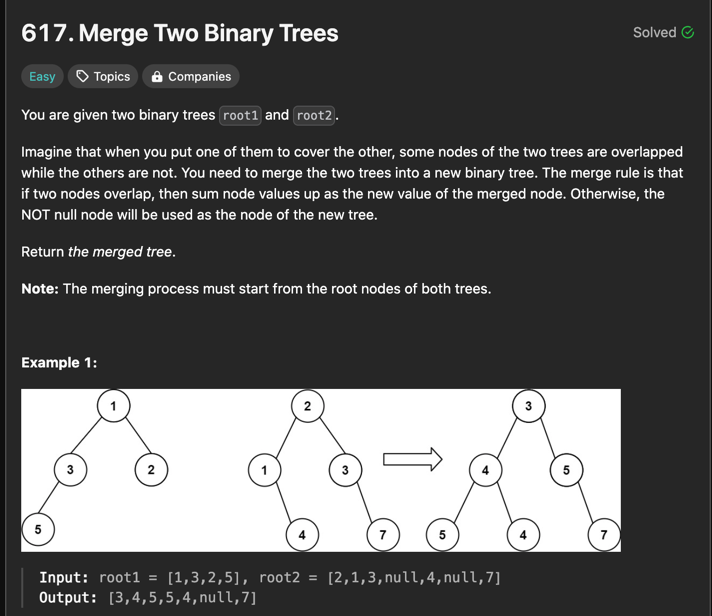 617. Merge Two Binary Trees
Solved
Easy Topics Companies
You are given two binary trees root1 and root2.
Imagine that when you put one of them to cover the other, some nodes of the two trees are overlapped
while the others are not. You need to merge the two trees into a new binary tree. The merge rule is that
if two nodes overlap, then sum node values up as the new value of the merged node. Otherwise, the
NOT null node will be used as the node of the new tree.
Return the merged tree.
Note: The merging process must start from the root nodes of both trees.
Example 1:
1 2 3
3 2 1 3 4 5
5 4 7 5 4 7
Input: root1 = [1,3,2,5], root2 = [2,1,3,null,4,null,7]
Output: [3,4,5,5,4,null,7]